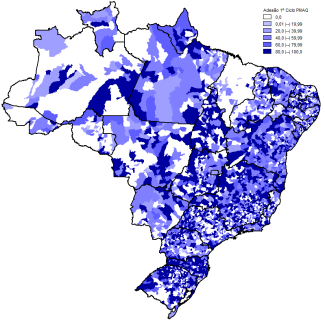 Adesão 1º Ciclo PMAQ
0,0
0,01 |--| 19,99
20,0 |--| 39,99
40,0 |--| 59,99
60,0 |--| 79,99
80,0 |--| 100,0